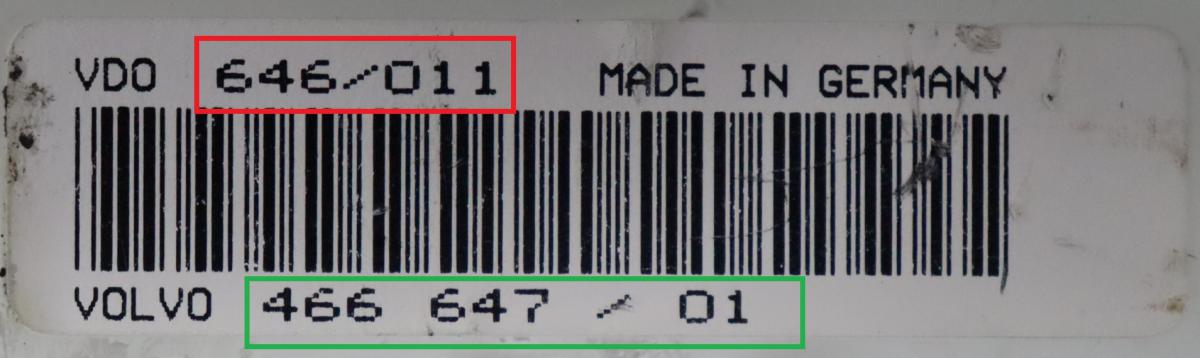 VDO 646/011 MADE IN GERMANY
VOLVO 466 647 / 01